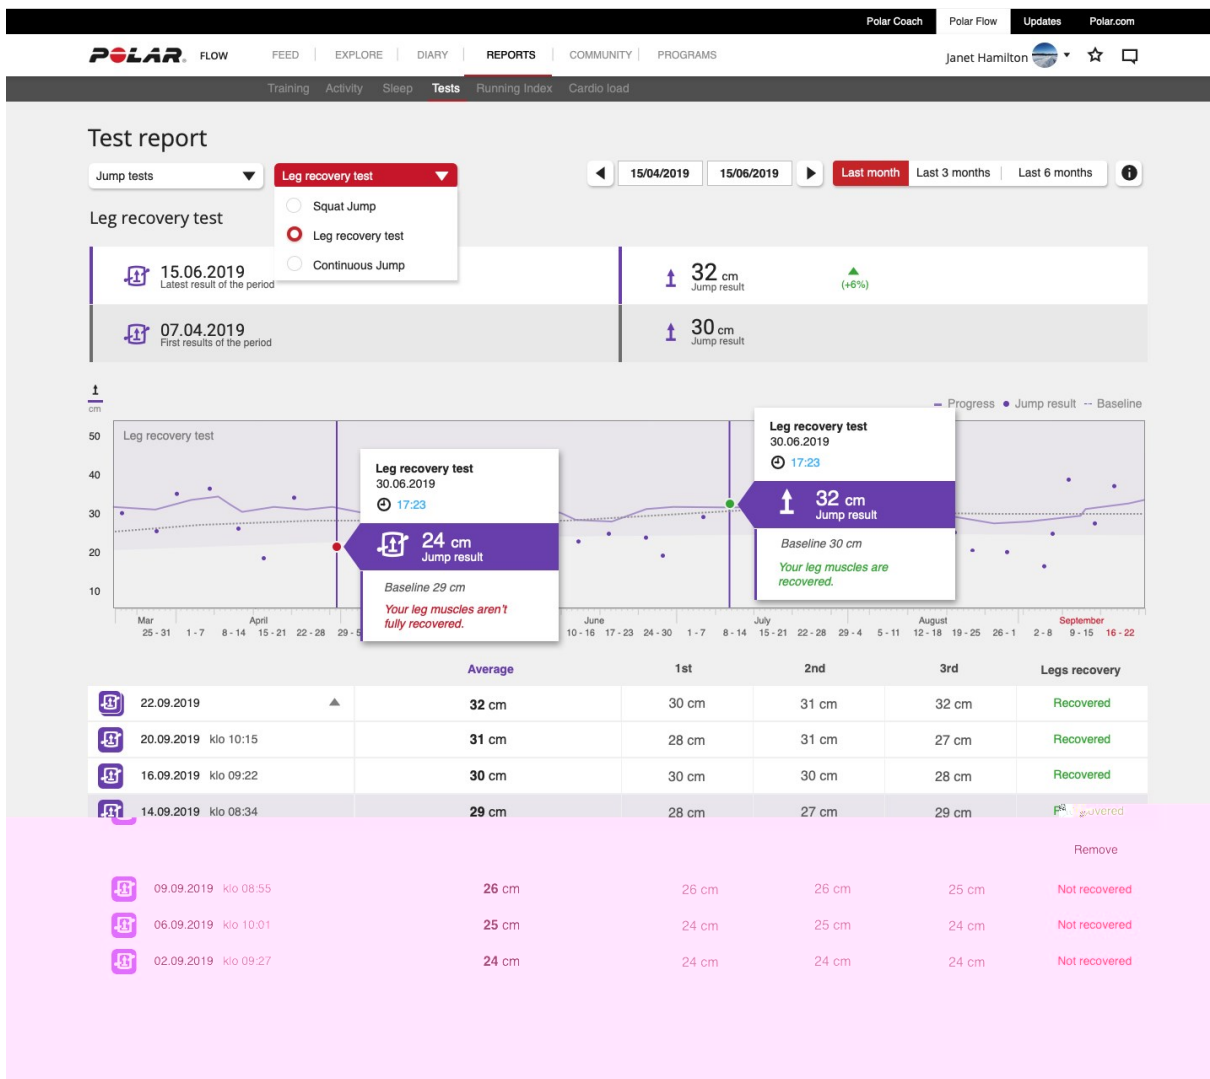 Polar Coach Polar Flow Updates Polar.com
POLAR. FLOW FEED EXPLORE DIARY REPORTS COMMUNITY PROGRAMS Janet Hamilton
Training Activity Sleep Tests Running Index Cardio load
Test report
Jump tests Leg recovery test 15/04/2019 15/06/2019 Last month Last 3 months Last 6 months
Squat Jump
Leg recovery test
Leg recovery test
Continuous Jump
15.06.2019 32 cm
Latest result of the period Jump result (+6%)
07.04.2019 30 cm
First results of the period Jump result
cm
Progress Jump result Baseline
50 Leg recovery test
40
30
20
10
Leg recovery test
30.06.2019
17:23
24 cm
Jump result
Baseline 29 cm
Your leg muscles aren't
fully recovered.
Leg recovery test
30.06.2019
17:23
32 cm
Jump result
Baseline 30 cm
Your leg muscles are
recovered.
Mar April June July August September
25 - 31 1 - 7 8 - 14 15 - 21 22 - 28 29 - 5 10 - 16 17 - 23 24 - 30 1 - 7 8 - 14 15 - 21 22 - 28 29 - 4 5 - 11 12 - 18 19 - 25 26 - 1 2 - 8 9 - 15 16 - 22
Average 1st 2nd 3rd Legs recovery
22.09.2019 32 cm 30 cm 31 cm 32 cm Recovered
20.09.2019 klo 10:15 31 cm 28 cm 31 cm 27 cm Recovered
16.09.2019 klo 09:22 30 cm 30 cm 30 cm 28 cm Recovered
14.09.2019 klo 08:34 29 cm 28 cm 27 cm 29 cm
Remove
09.09.2019 klo 08:55 26 cm 26 cm 26 cm 25 cm Not recovered
06.09.2019 klo 10:01 25 cm 24 cm 25 cm 24 cm Not recovered
02.09.2019 klo 09:27 24 cm 24 cm 24 cm 24 cm Not recovered